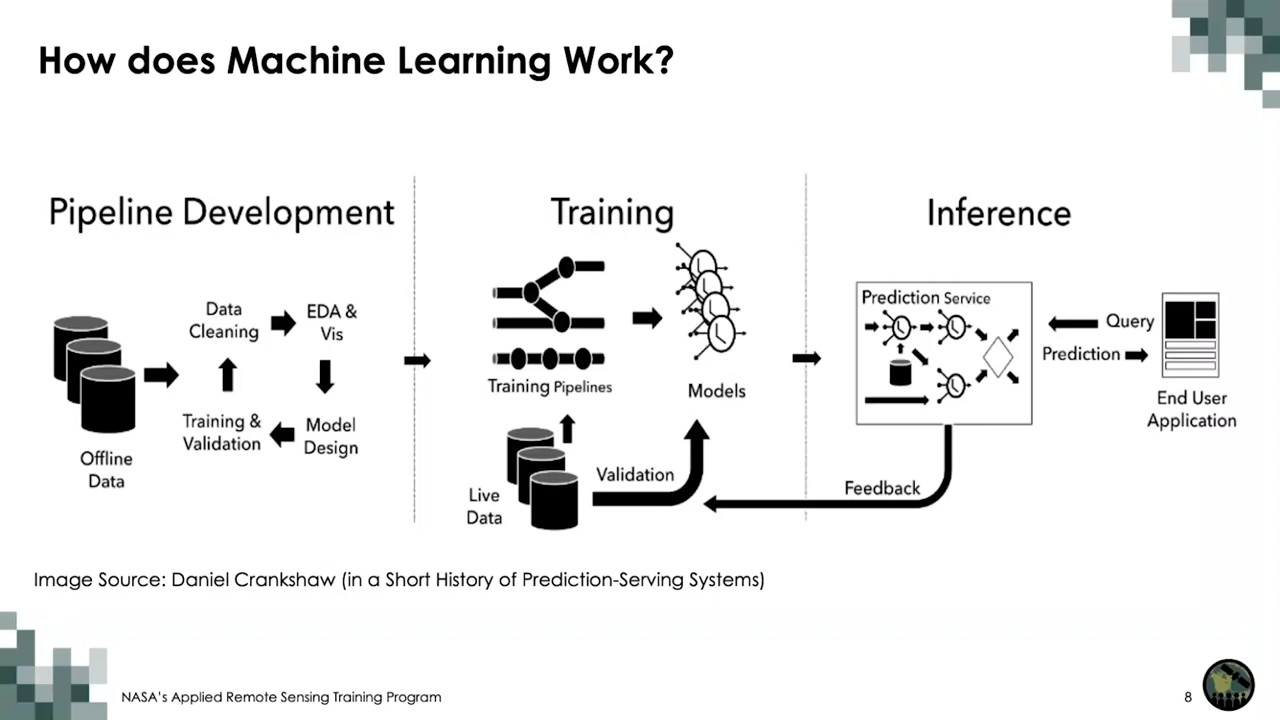 How does Machine Learning Work?
Pipeline Development
Data
Cleaning
EDA &
Vis
Training &
Validation
Model
Design
Offline
Data
Training
Training Pipelines
Models
Live
Data
Validation
Inference
Prediction Service
Query
Prediction
End User
Application
Feedback
Image Source: Daniel Crankshaw (in a Short History of Prediction-Serving Systems)
NASA's Applied Remote Sensing Training Program
8